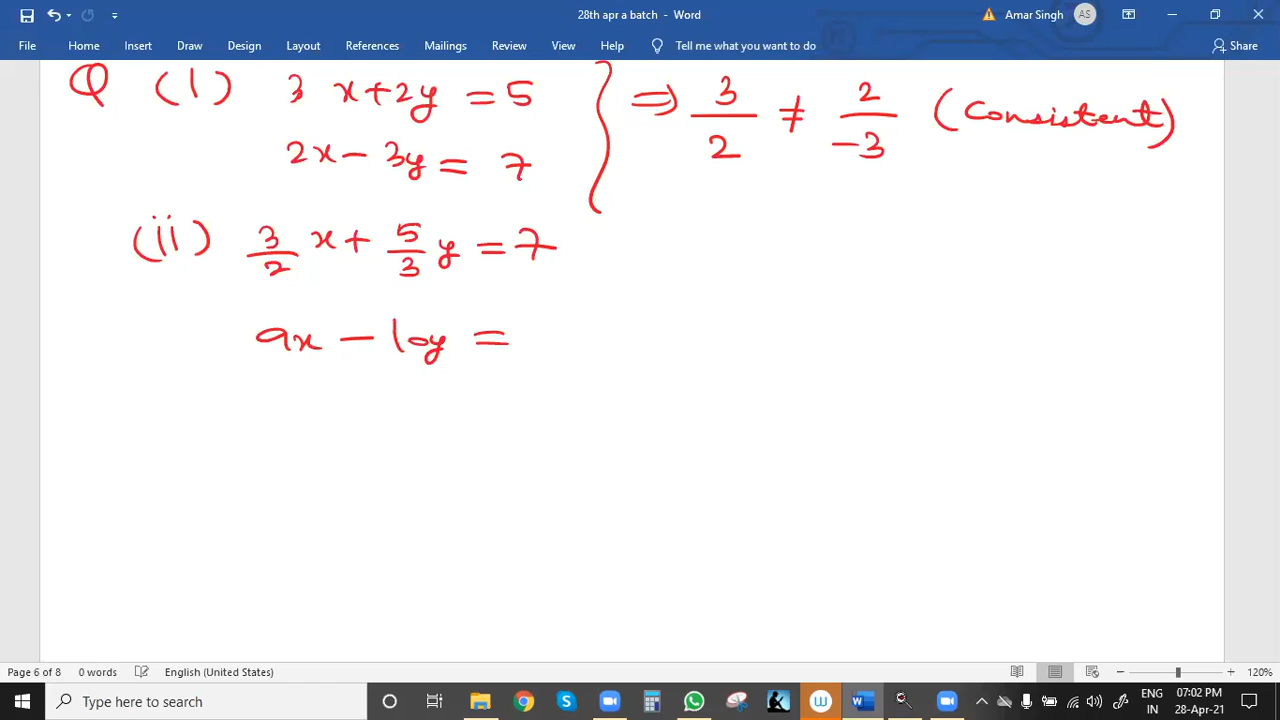 28th apr a batch - Word
Amar Singh AS
File Home Insert Draw Design Layout References Mailings Review View Help Tell me what you want to do Share
Q (1) 3 x+2y = 5
2x - 3y = 7
⇒ 3/2 ≠ 2/-3 (Consistent)
(ii) 3/2 x + 5/3 y = 7
9x - 10y =
Page 6 of 8 0 words English (United States) 120%
Type here to search
ENG IN
07:02 PM
28-Apr-21